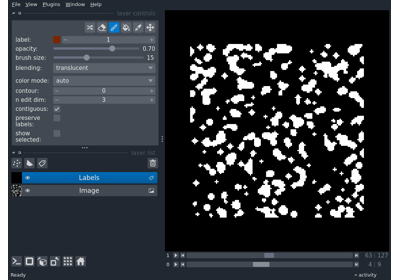 File View Plugins Window Help
layer controls
label: 1
opacity: 0.70
brush size: 15
blending: translucent
color mode: auto
contour: 0
n edit dim: 3
contiguous:
preserve
labels:
show
selected:
layer list
Labels
Image
1 63 127
0 4 9
Ready activity